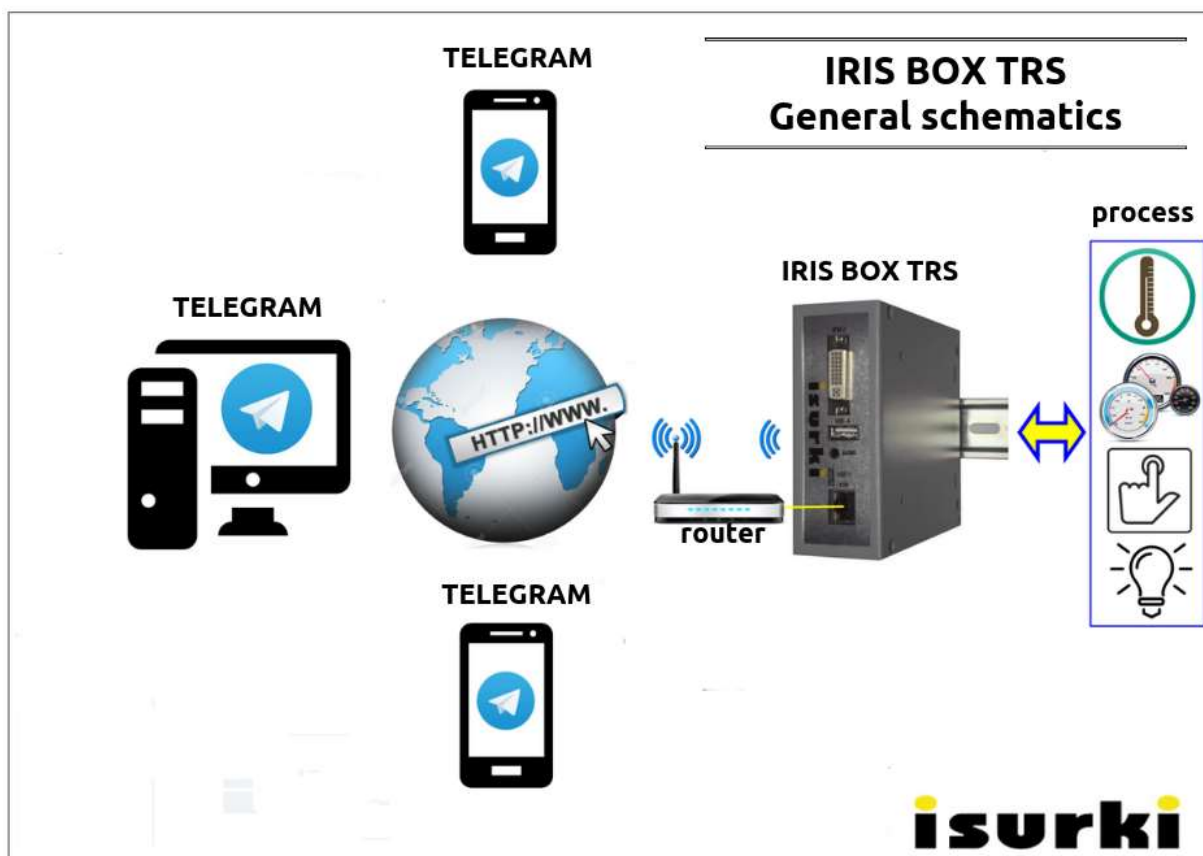 TELEGRAM
IRIS BOX TRS
General schematics
process
IRIS BOX TRS
TELEGRAM
HTTP://WWW.
isurki
router
TELEGRAM
isurki